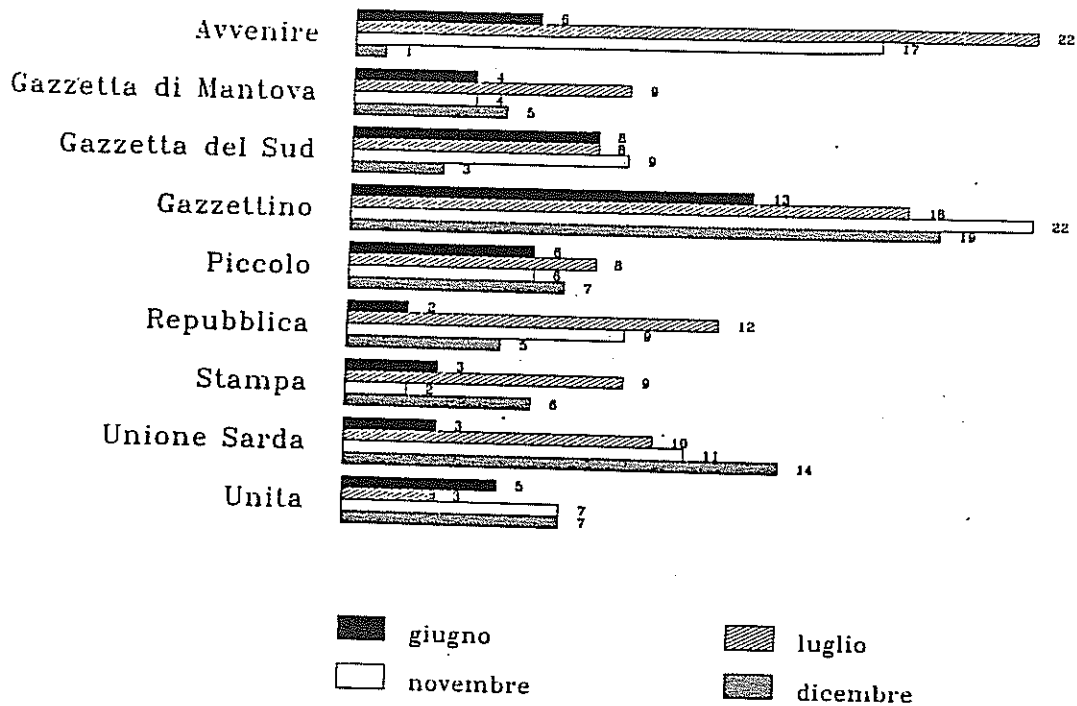 Avvenire
6
22
17
1
Gazzetta di Mantova
4
9
4
5
Gazzetta del Sud
8
8
9
3
Gazzettino
13
18
22
19
Piccolo
6
8
6
7
Repubblica
2
12
9
5
Stampa
3
9
2
6
Unione Sarda
3
10
11
14
Unita
5
3
7
7
giugno
luglio
novembre
dicembre